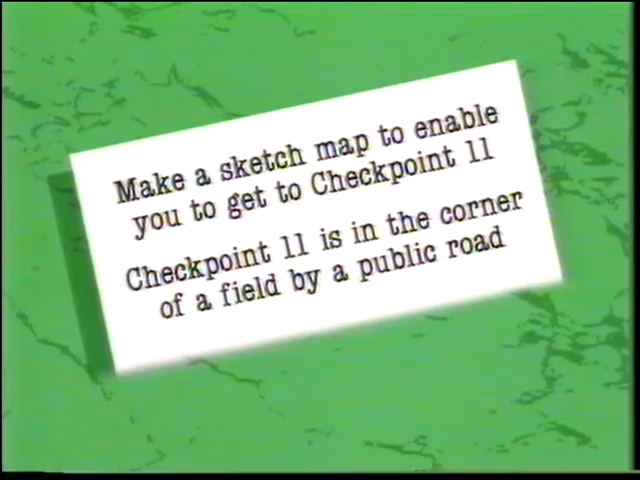 Make a sketch map to enable
you to get to Checkpoint 11
Checkpoint 11 is in the corner
of a field by a public road